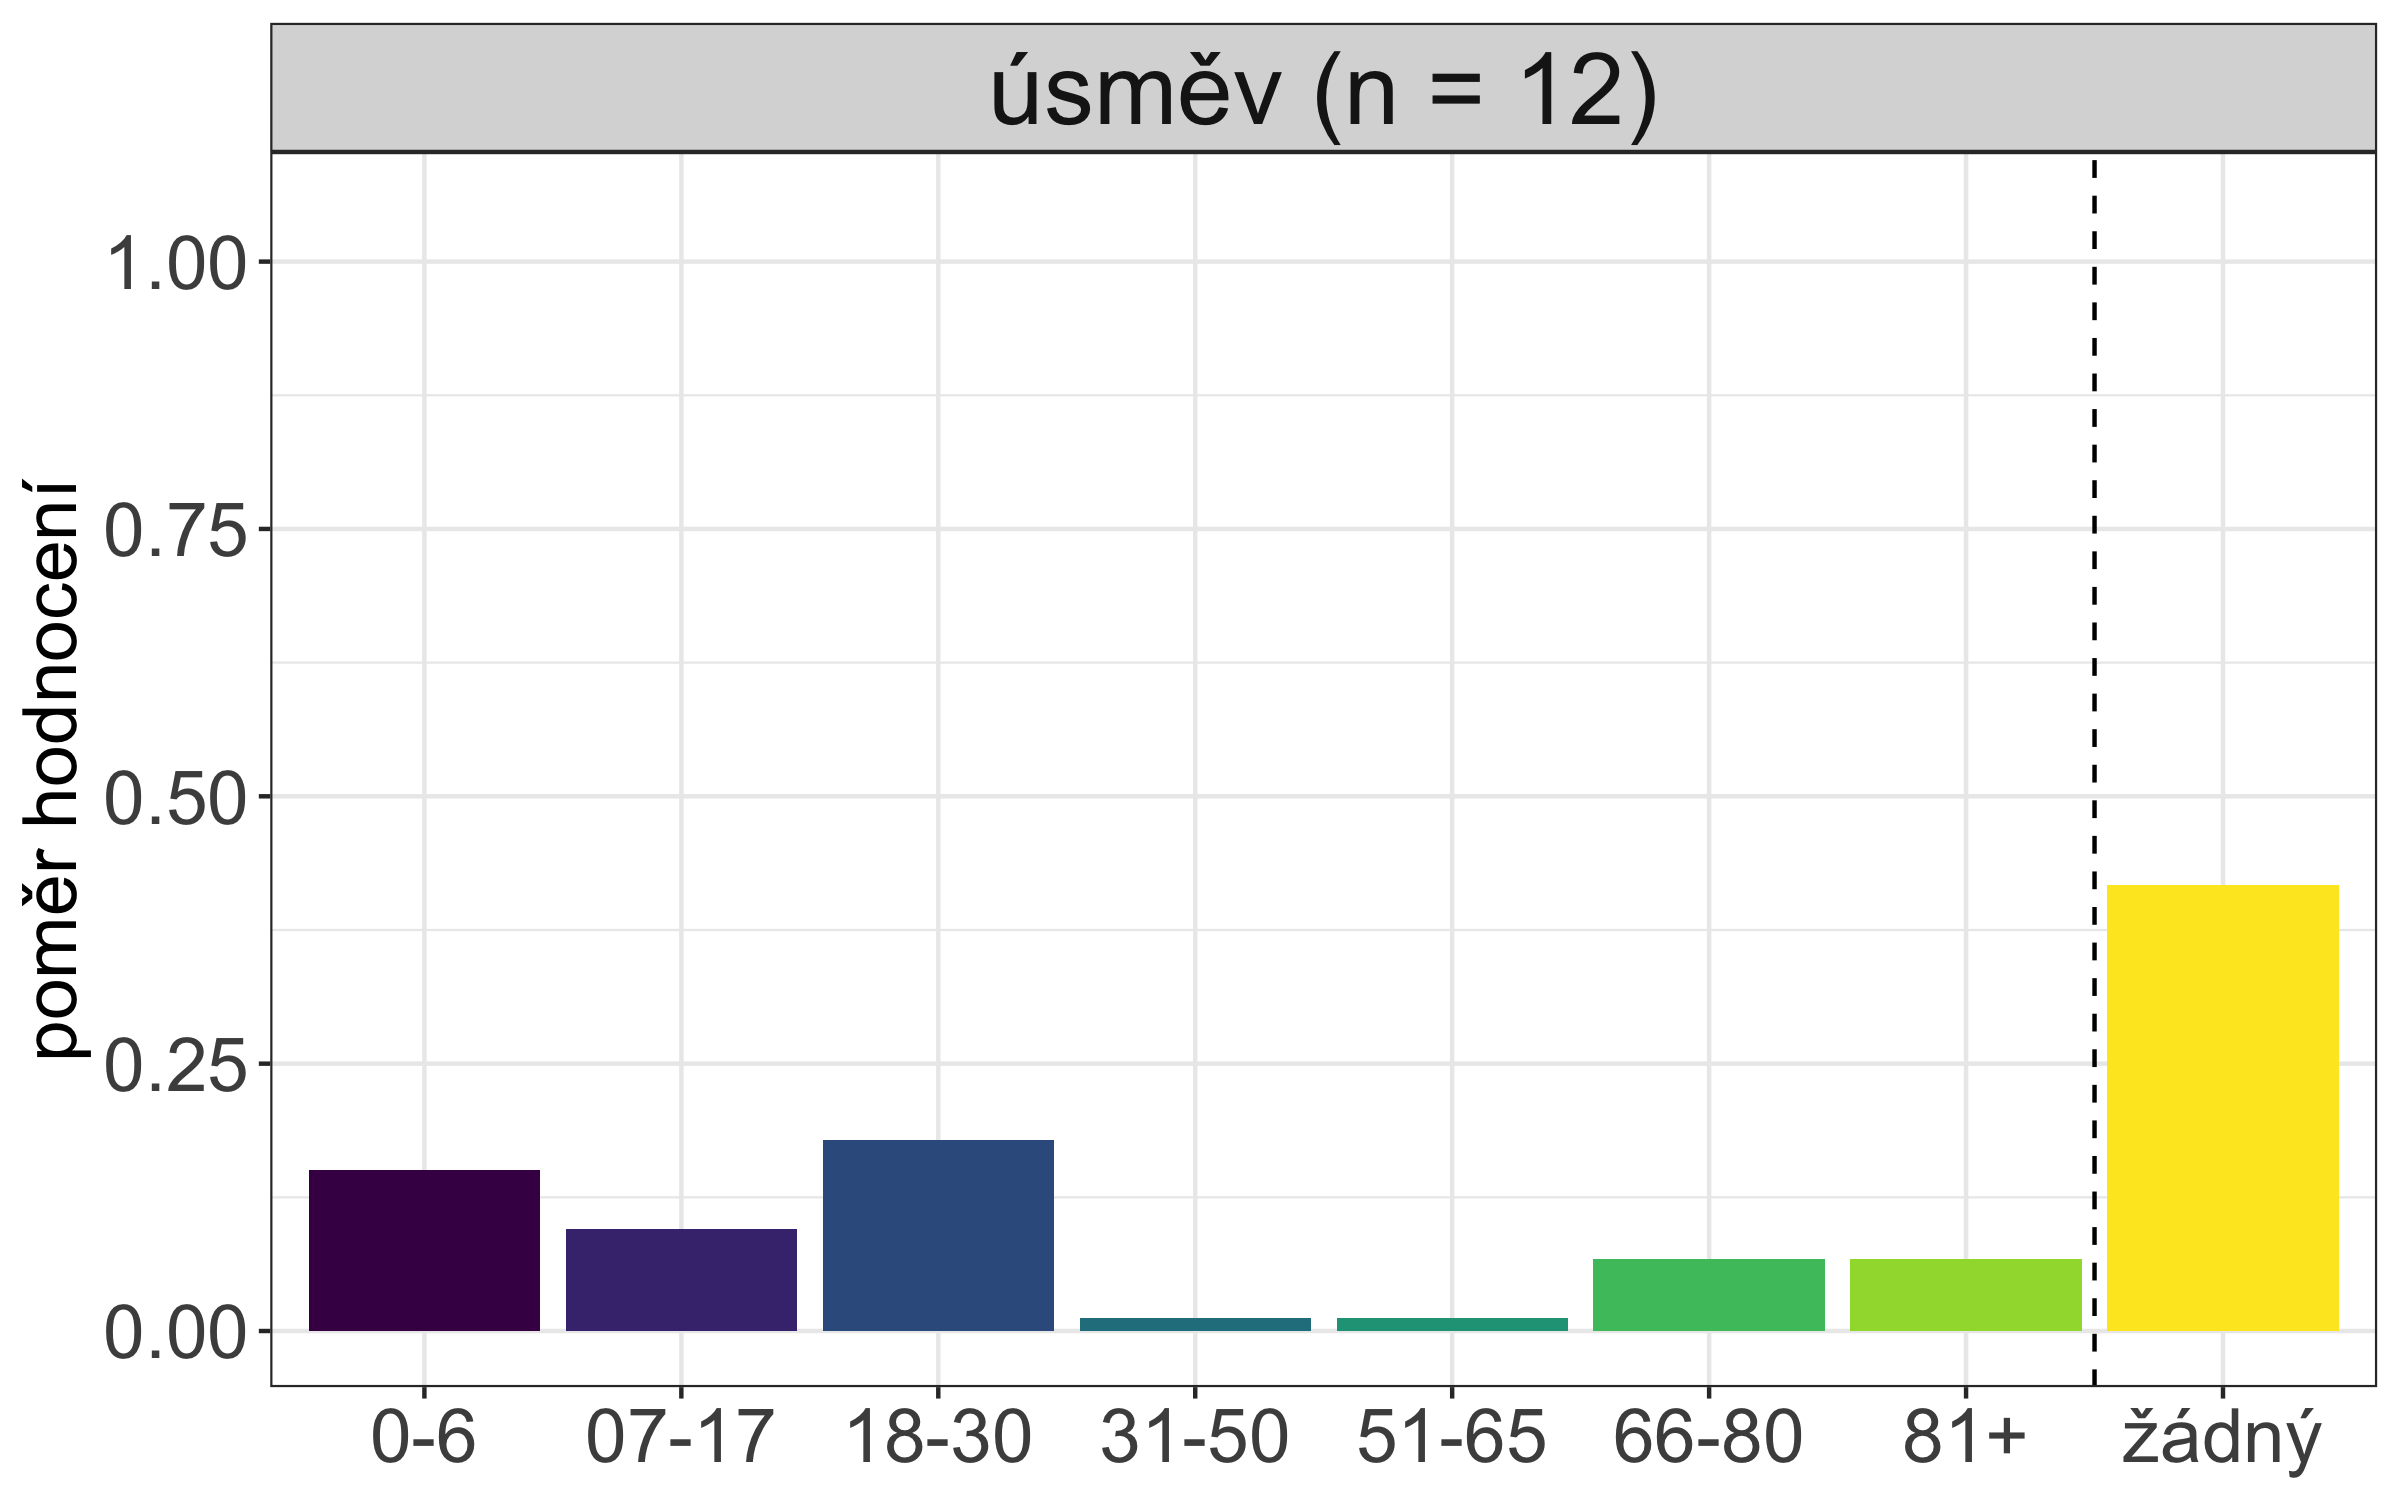 úsměv (n = 12)
poměr hodnocení
1.00
0.75
0.50
0.25
0.00
0-6 07-17 18-30 31-50 51-65 66-80 81+ žádný